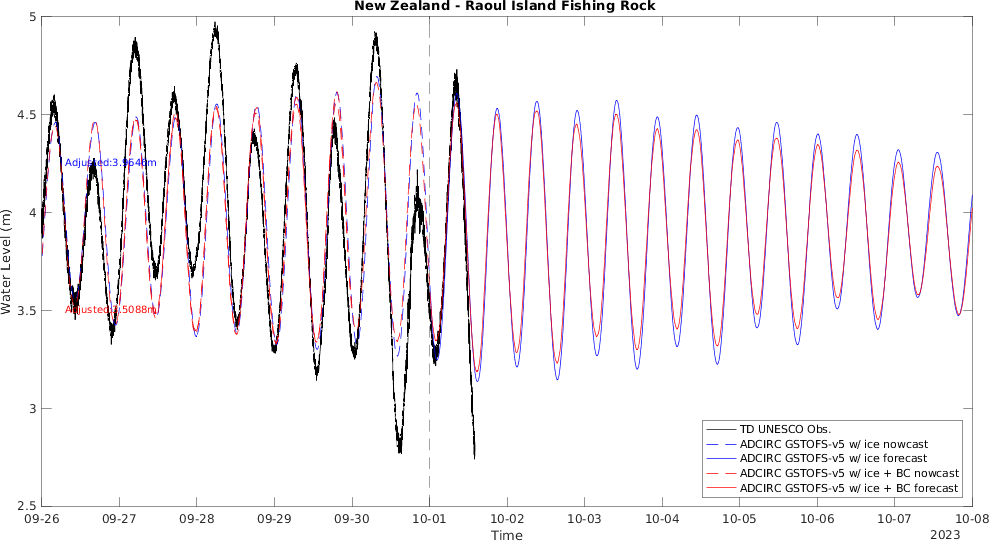 New Zealand - Raoul Island Fishing Rock
Water Level (m)
5
4.5
4
3.5
3
2.5
Adjusted:3.9546m
09-26
09-27
09-28
09-29
09-30
10-01
10-02
10-03
10-04
10-05
10-06
10-07
10-08
Time
2023
TD UNESCO Obs.
ADCIRC GSTOFS-v5 w/ ice nowcast
ADCIRC GSTOFS-v5 w/ ice forecast
ADCIRC GSTOFS-v5 w/ ice + BC nowcast
ADCIRC GSTOFS-v5 w/ ice + BC forecast